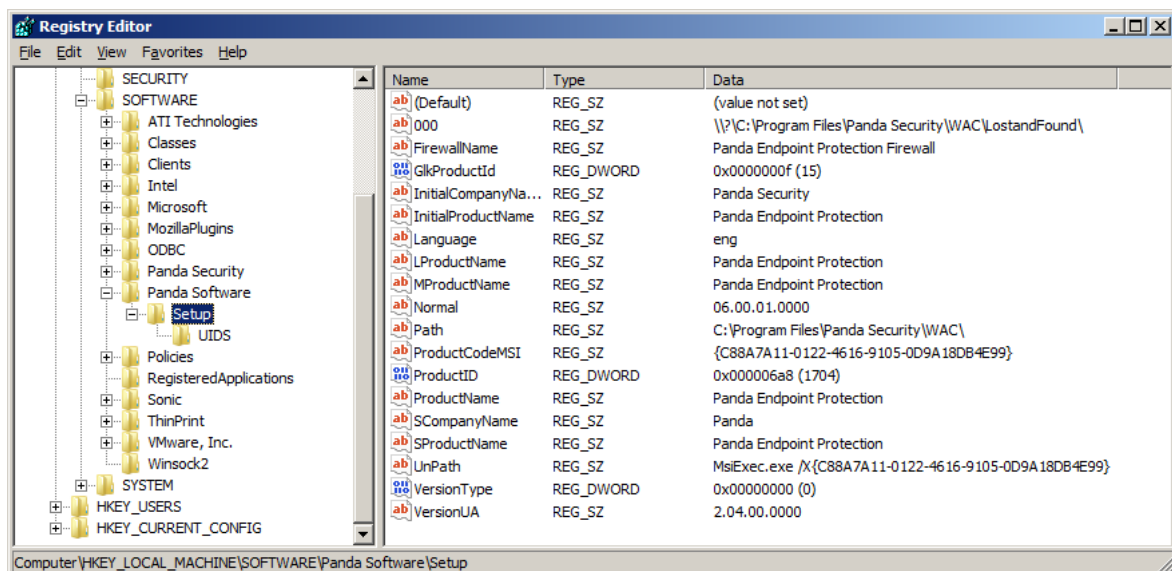 Registry Editor
File Edit View Favorites Help
SECURITY
SOFTWARE
ATI Technologies
Classes
Clients
Intel
Microsoft
MozillaPlugins
ODBC
Panda Security
Panda Software
Setup
UIDS
Policies
RegisteredApplications
Sonic
ThinPrint
VMware, Inc.
Winsock2
SYSTEM
HKEY_USERS
HKEY_CURRENT_CONFIG
Name Type Data
(Default) REG_SZ (value not set)
000 REG_SZ \\?\C:\Program Files\Panda Security\WAC\LostandFound\
FirewallName REG_SZ Panda Endpoint Protection Firewall
GlkProductId REG_DWORD 0x0000000f (15)
InitialCompanyNa... REG_SZ Panda Security
InitialProductName REG_SZ Panda Endpoint Protection
Language REG_SZ eng
LProductName REG_SZ Panda Endpoint Protection
MProductName REG_SZ Panda Endpoint Protection
Normal REG_SZ 06.00.01.0000
Path REG_SZ C:\Program Files\Panda Security\WAC\
ProductCodeMSI REG_SZ {C88A7A11-0122-4616-9105-0D9A18DB4E99}
ProductID REG_DWORD 0x000006a8 (1704)
ProductName REG_SZ Panda Endpoint Protection
SCompanyName REG_SZ Panda
SProductName REG_SZ Panda Endpoint Protection
UnPath REG_SZ MsiExec.exe /X{C88A7A11-0122-4616-9105-0D9A18DB4E99}
VersionType REG_DWORD 0x00000000 (0)
VersionUA REG_SZ 2.04.00.0000
Computer\HKEY_LOCAL_MACHINE\SOFTWARE\Panda Software\Setup